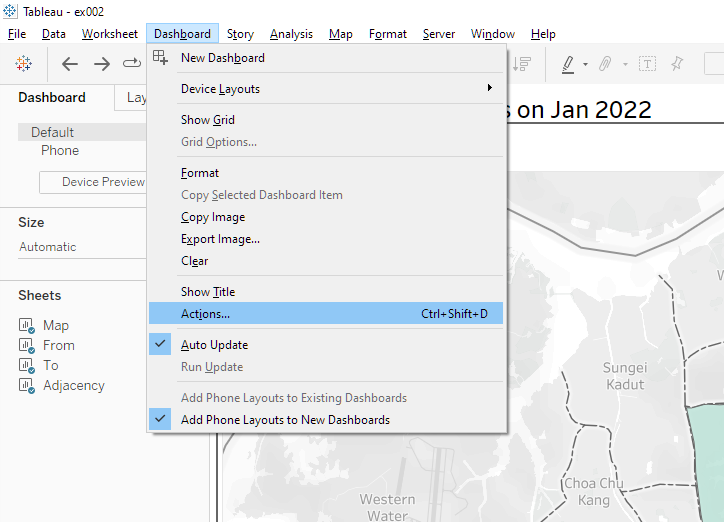 Tableau - ex002
File Data Worksheet Dashboard Story Analysis Map Format Server Window Help
New Dashboard
Device Layouts
Show Grid
Grid Options...
Format
Copy Selected Dashboard Item
Copy Image
Export Image...
Clear
Show Title
Actions... Ctrl+Shift+D
Auto Update
Run Update
Add Phone Layouts to Existing Dashboards
Add Phone Layouts to New Dashboards
Dashboard Lay
Default
Phone
Device Preview
Size
Automatic
Sheets
Map
From
To
Adjacency
s on Jan 2022
Sungei
Kadut
Choa Chu
Kang
Western
Water